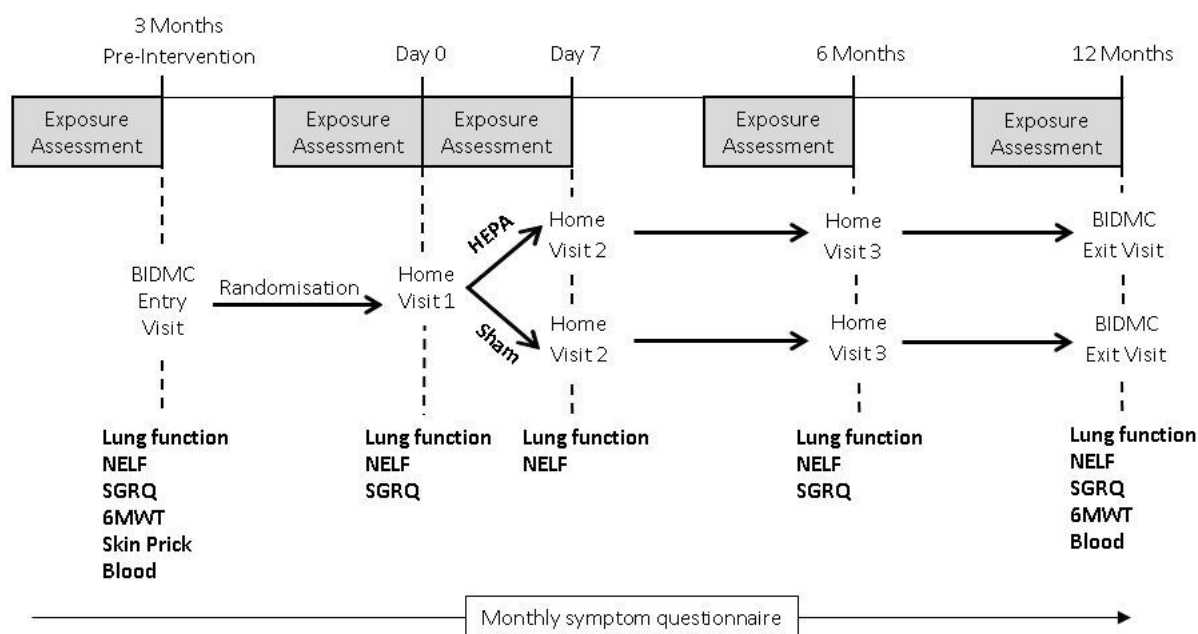 3 Months
Pre-Intervention
Day 0
Day 7
6 Months
12 Months
Exposure
Assessment
Exposure
Assessment
Exposure
Assessment
Exposure
Assessment
Exposure
Assessment
BIDMC
Entry
Visit
Randomisation
Home
Visit 1
HEPA
Sham
Home
Visit 2
Home
Visit 3
BIDMC
Exit Visit
Home
Visit 2
Home
Visit 3
BIDMC
Exit Visit
Lung function
NELF
SGRQ
6MWT
Skin Prick
Blood
Lung function
NELF
SGRQ
Lung function
NELF
Lung function
NELF
SGRQ
Lung function
NELF
SGRQ
6MWT
Blood
Monthly symptom questionnaire